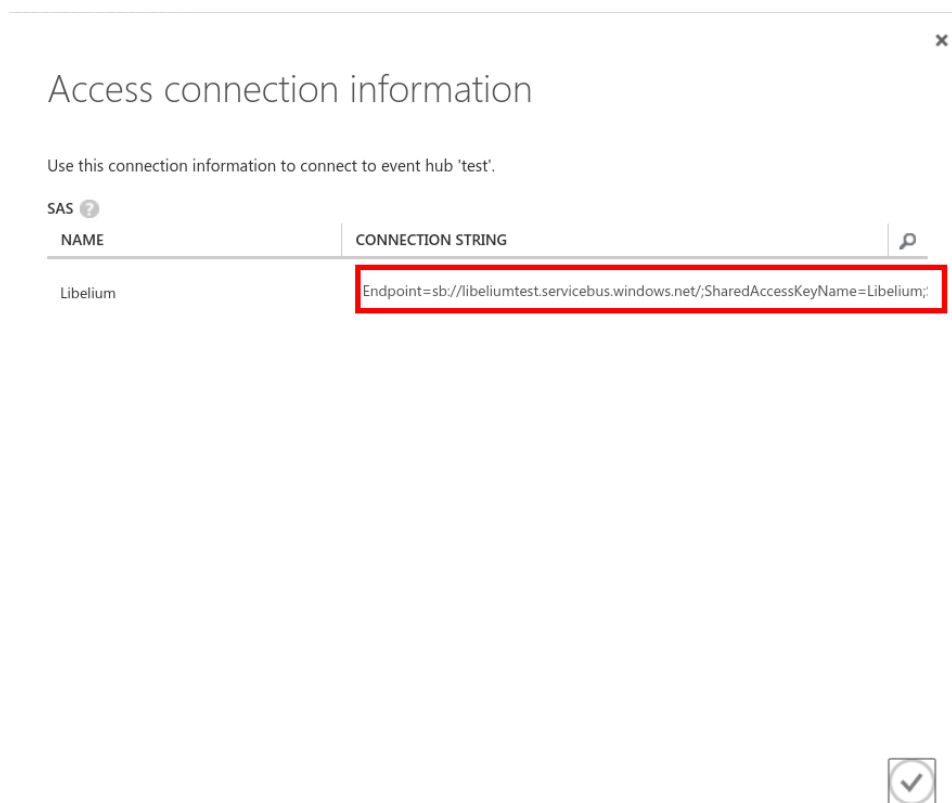 Access connection information
Use this connection information to connect to event hub 'test'.
SAS ?
NAME CONNECTION STRING
Libelium Endpoint=sb://libeliumtest.servicebus.windows.net/;SharedAccessKeyName=Libelium;